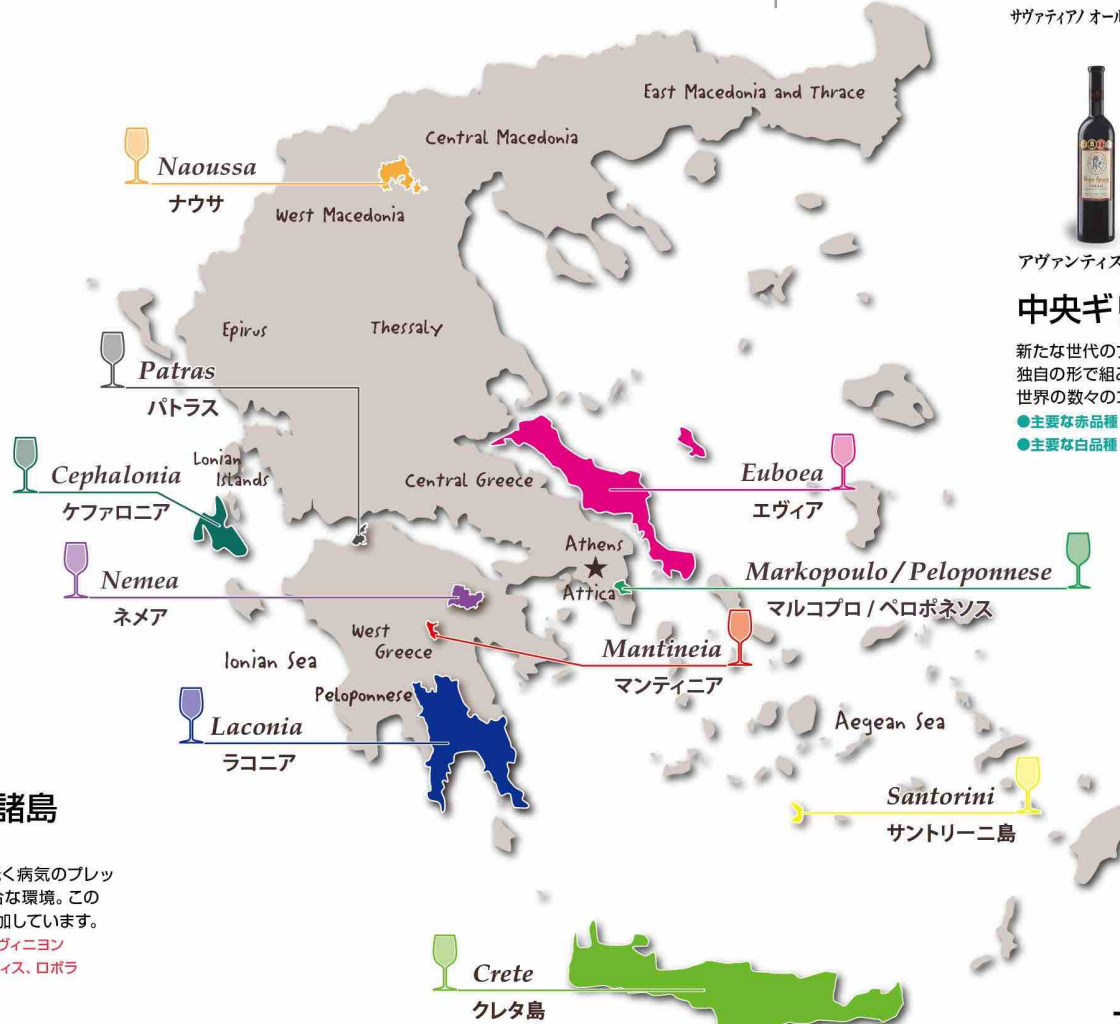 サヴァティアノ オール
East Macedonia and Thrace
Central Macedonia
Naoussa
ナウサ
West Macedonia
アヴァンティス
中央ギリ
新たな世代の
独自の形で組み
世界の数々の
●主要な赤品種
●主要な白品種
Epirus
Thessaly
Patras
パトラス
Lonian
Islands
Cephalonia
ケファロニア
Central Greece
Euboea
エヴィア
Athens
Attica
Nemea
ネメア
Markopoulo / Peloponnese
マルコプロ / ペロポネソス
West
Greece
Mantineia
マンティニア
Ionian Sea
Peloponnese
Laconia
ラコニア
Aegean Sea
Santorini
サントリーニ島
諸島
く病気のプレッ
な環境。この
加しています。
ヴィニヨン
ィス、ロボラ
Crete
クレタ島